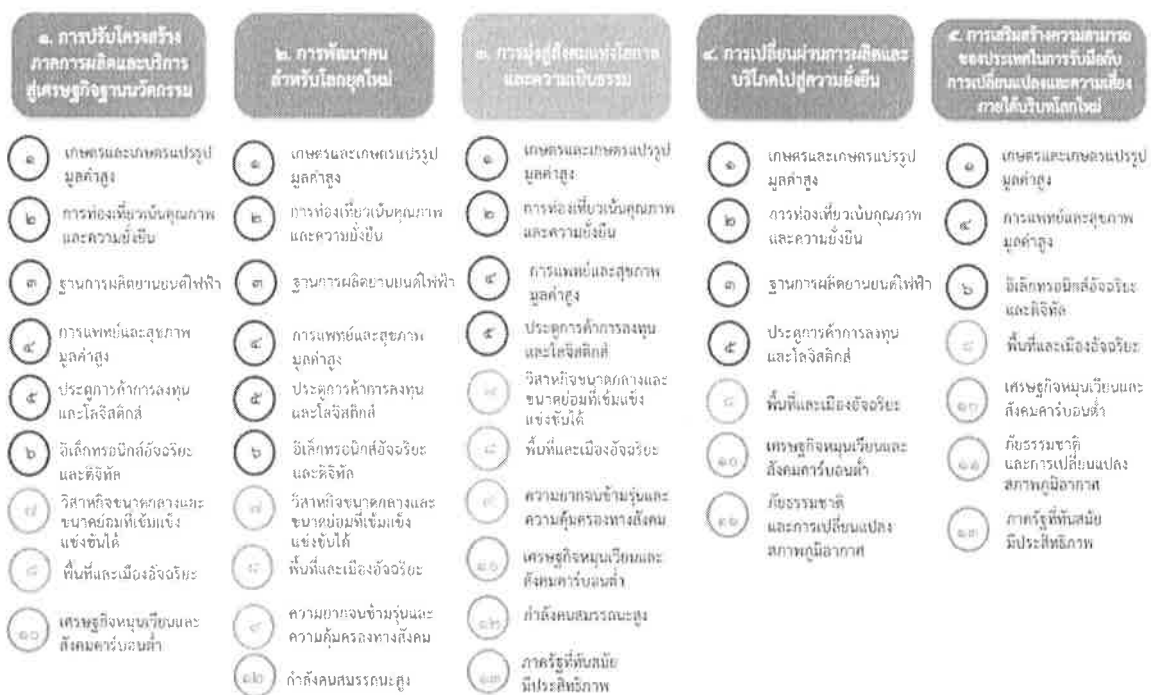 ๑. การปรับโครงสร้าง
ภาคการผลิตและบริการ
สู่เศรษฐกิจฐานนวัตกรรม
๑
เกษตรและเกษตรแปรรูป
มูลค่าสูง
๒
การท่องเที่ยวเน้นคุณภาพ
และความยั่งยืน
๓
ฐานการผลิตยานยนต์ไฟฟ้า
๔
การแพทย์และสุขภาพ
มูลค่าสูง
๕
ประตูการค้าการลงทุน
และโลจิสติกส์
๖
อิเล็กทรอนิกส์อัจฉริยะ
และดิจิทัล
๗
วิสาหกิจขนาดกลางและ
ขนาดย่อมที่เข้มแข็ง
แข่งขันได้
๘
พื้นที่และเมืองอัจฉริยะ
๑๐
เศรษฐกิจหมุนเวียนและ
สังคมคาร์บอนต่ำ
๒. การพัฒนาคน
สำหรับโลกยุคใหม่
๑
เกษตรและเกษตรแปรรูป
มูลค่าสูง
๒
การท่องเที่ยวเน้นคุณภาพ
และความยั่งยืน
๓
ฐานการผลิตยานยนต์ไฟฟ้า
๔
การแพทย์และสุขภาพ
มูลค่าสูง
๕
ประตูการค้าการลงทุน
และโลจิสติกส์
๖
อิเล็กทรอนิกส์อัจฉริยะ
และดิจิทัล
๗
วิสาหกิจขนาดกลางและ
ขนาดย่อมที่เข้มแข็ง
แข่งขันได้
๘
พื้นที่และเมืองอัจฉริยะ
๙
ความยากจนข้ามรุ่นและ
ความคุ้มครองทางสังคม
๑๒
กำลังคนสมรรถนะสูง
๓. การมุ่งสู่สังคมแห่งโอกาส
และความเป็นธรรม
๑
เกษตรและเกษตรแปรรูป
มูลค่าสูง
๒
การท่องเที่ยวเน้นคุณภาพ
และความยั่งยืน
๔
การแพทย์และสุขภาพ
มูลค่าสูง
๕
ประตูการค้าการลงทุน
และโลจิสติกส์
๗
วิสาหกิจขนาดกลางและ
ขนาดย่อมที่เข้มแข็ง
แข่งขันได้
๘
พื้นที่และเมืองอัจฉริยะ
๙
ความยากจนข้ามรุ่นและ
ความคุ้มครองทางสังคม
๑๐
เศรษฐกิจหมุนเวียนและ
สังคมคาร์บอนต่ำ
๑๒
กำลังคนสมรรถนะสูง
๑๓
ภาครัฐที่ทันสมัย
มีประสิทธิภาพ
๔. การเปลี่ยนผ่านการผลิตและ
บริโภคไปสู่ความยั่งยืน
๑
เกษตรและเกษตรแปรรูป
มูลค่าสูง
๒
การท่องเที่ยวเน้นคุณภาพ
และความยั่งยืน
๓
ฐานการผลิตยานยนต์ไฟฟ้า
๕
ประตูการค้าการลงทุน
และโลจิสติกส์
๘
พื้นที่และเมืองอัจฉริยะ
๑๐
เศรษฐกิจหมุนเวียนและ
สังคมคาร์บอนต่ำ
๑๑
ภัยธรรมชาติ
และการเปลี่ยนแปลง
สภาพภูมิอากาศ
๕. การเสริมสร้างความสามารถ
ของประเทศในการรับมือกับ
การเปลี่ยนแปลงและความเสี่ยง
ภายใต้บริบทโลกใหม่
๑
เกษตรและเกษตรแปรรูป
มูลค่าสูง
๔
การแพทย์และสุขภาพ
มูลค่าสูง
๖
อิเล็กทรอนิกส์อัจฉริยะ
และดิจิทัล
๘
พื้นที่และเมืองอัจฉริยะ
๑๐
เศรษฐกิจหมุนเวียนและ
สังคมคาร์บอนต่ำ
๑๑
ภัยธรรมชาติ
และการเปลี่ยนแปลง
สภาพภูมิอากาศ
๑๓
ภาครัฐที่ทันสมัย
มีประสิทธิภาพ